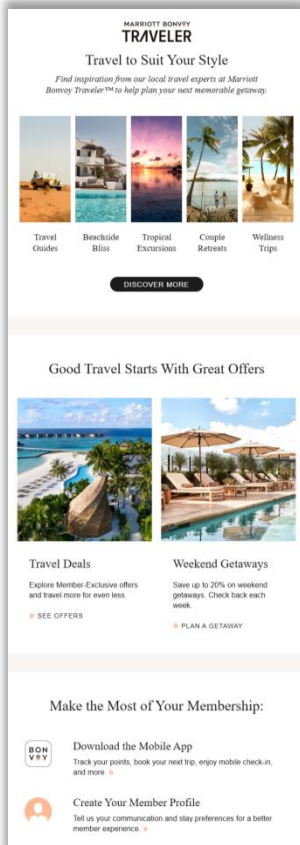 MARRIOTT BONVOY
TRAVELER
Travel to Suit Your Style
Find inspiration from our local travel experts at Marriott
Bonvoy Traveler™ to help plan your next memorable getaway.
Travel
Guides
Beachside
Bliss
Tropical
Excursions
Couple
Retreats
Wellness
Trips
DISCOVER MORE
Good Travel Starts With Great Offers
Travel Deals
Explore Member-Exclusive offers
and travel more for even less.
» SEE OFFERS
Weekend Getaways
Save up to 20% on weekend
getaways. Check back each
week.
» PLAN A GETAWAY
Make the Most of Your Membership:
BON
VOY
Download the Mobile App
Track your points, book your next trip, enjoy mobile check-in,
and more. »
Create Your Member Profile
Tell us your communication and stay preferences for a better
member experience. »